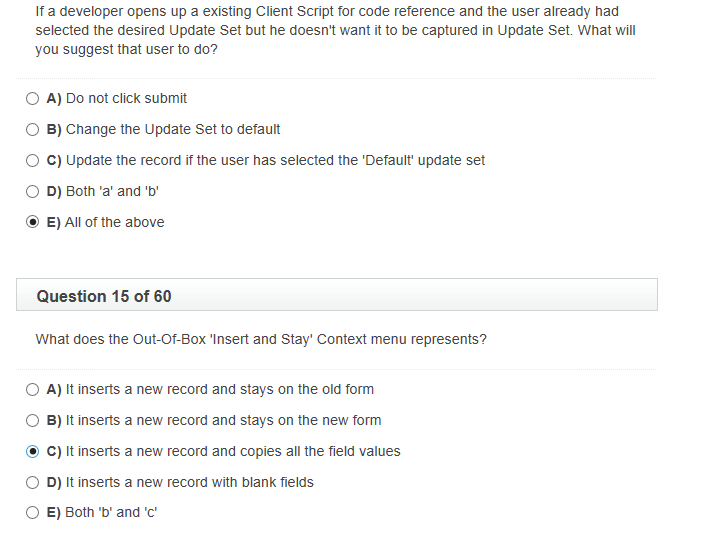 If a developer opens up a existing Client Script for code reference and the user already had
selected the desired Update Set but he doesn't want it to be captured in Update Set. What will
you suggest that user to do?
A) Do not click submit
B) Change the Update Set to default
C) Update the record if the user has selected the 'Default' update set
D) Both 'a' and 'b'
E) All of the above
Question 15 of 60
What does the Out-Of-Box 'Insert and Stay' Context menu represents?
A) It inserts a new record and stays on the old form
B) It inserts a new record and stays on the new form
C) It inserts a new record and copies all the field values
D) It inserts a new record with blank fields
E) Both 'b' and 'c'